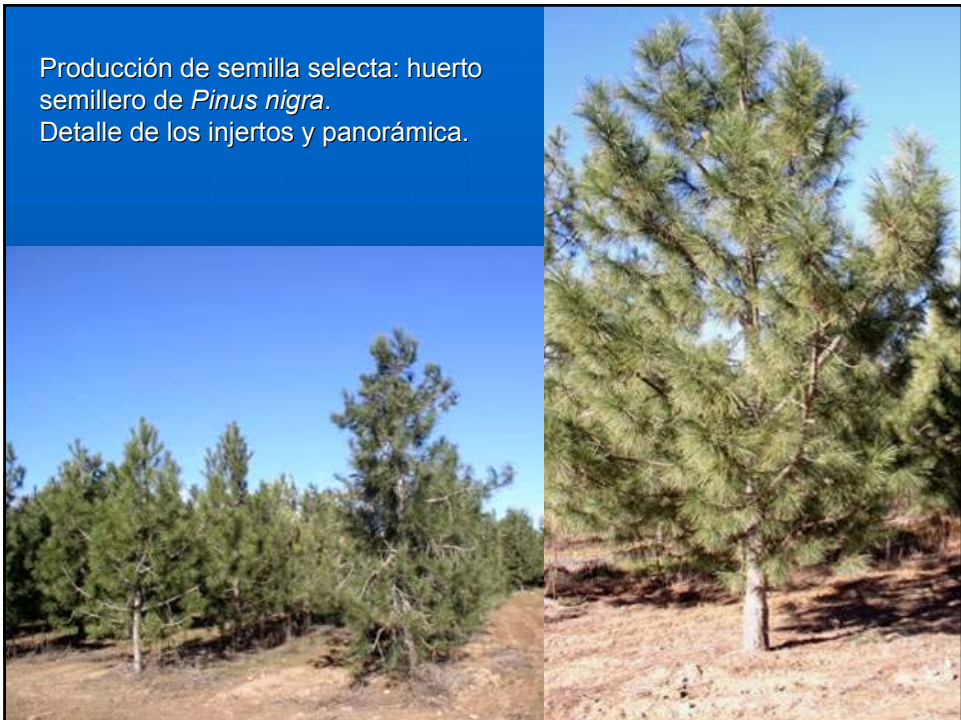 Producción de semilla selecta: huerto
semillero de Pinus nigra.
Detalle de los injertos y panorámica.